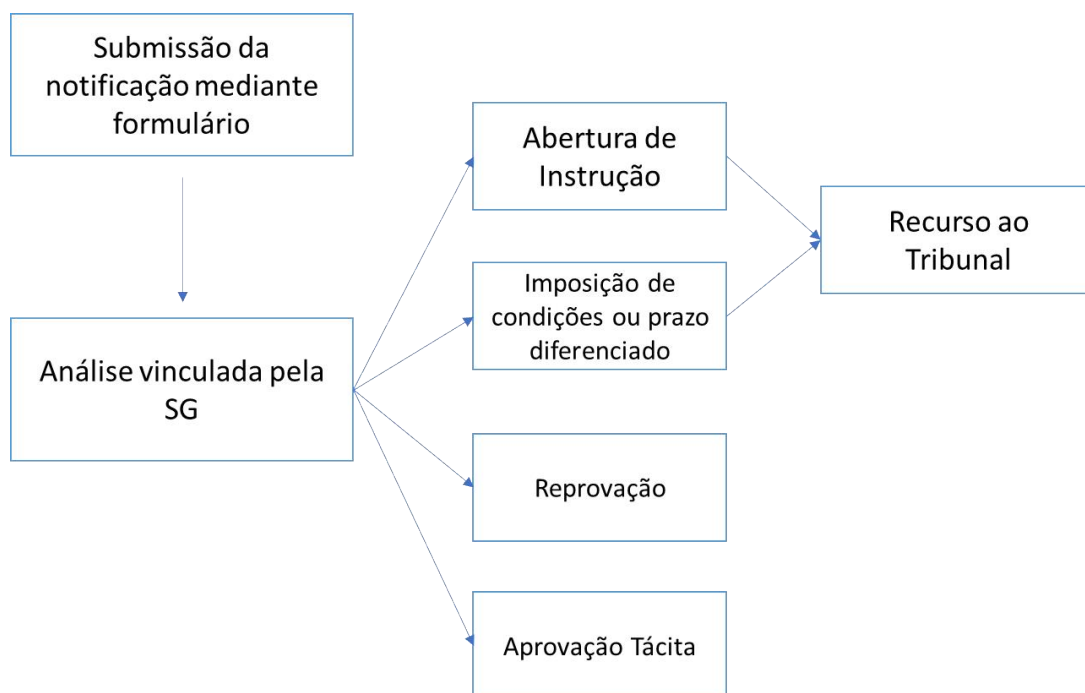 Submissão da
notificação mediante
formulário
Análise vinculada pela
SG
Abertura de
Instrução
Imposição de
condições ou prazo
diferenciado
Reprovação
Aprovação Tácita
Recurso ao
Tribunal